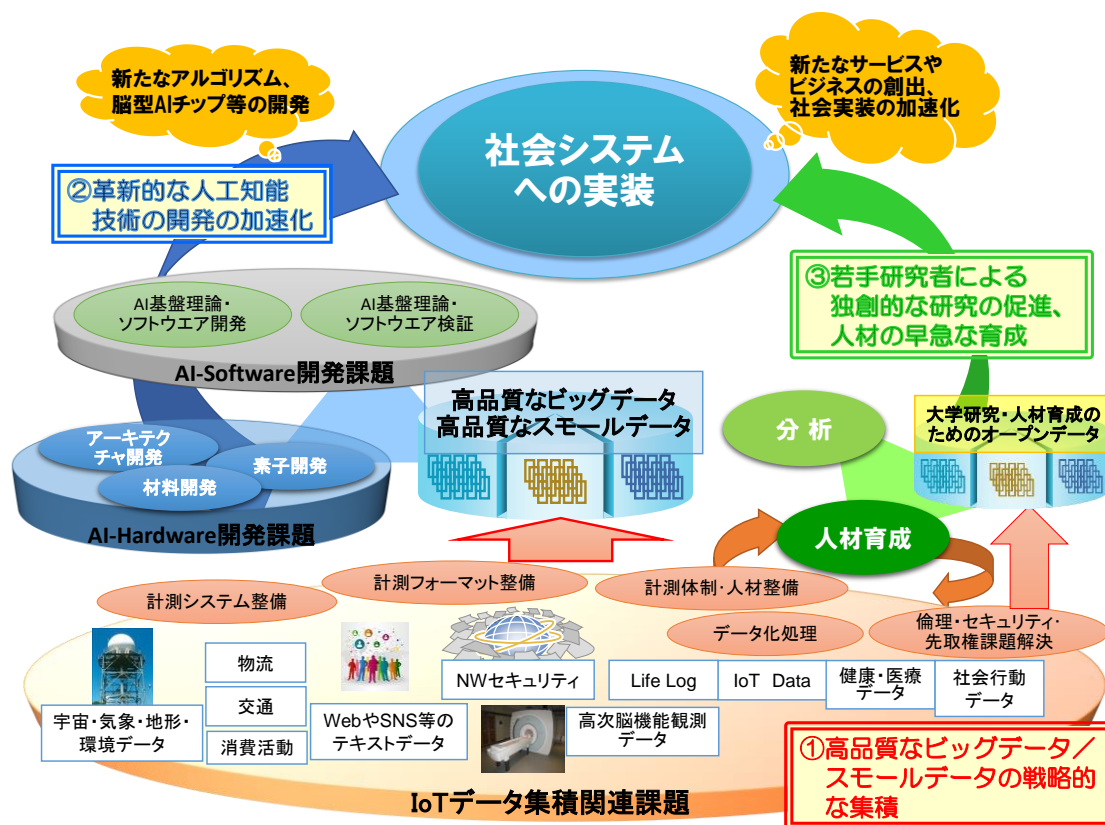 新たなアルゴリズム、
脳型AIチップ等の開発
新たなサービスや
ビジネスの創出、
社会実装の加速化
社会システム
への実装
②革新的な人工知能
技術の開発の加速化
③若手研究者による
独創的な研究の促進、
人材の早急な育成
AI基盤理論・
ソフトウエア開発
AI基盤理論・
ソフトウエア検証
AI-Software開発課題
高品質なビッグデータ
高品質なスモールデータ
分 析
大学研究・人材育成の
ためのオープンデータ
アーキテク
チャ開発
素子開発
材料開発
AI-Hardware開発課題
人材育成
計測システム整備
計測フォーマット整備
計測体制・人材整備
データ化処理
倫理・セキュリティ・
先取権課題解決
物流
交通
消費活動
NWセキュリティ
Life Log
IoT Data
健康・医療
データ
社会行動
データ
宇宙・気象・地形・
環境データ
WebやSNS等の
テキストデータ
高次脳機能観測
データ
①高品質なビッグデータ／
スモールデータの戦略的
な集積
IoTデータ集積関連課題